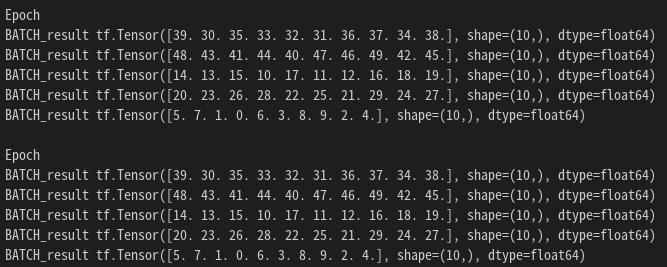 Epoch
BATCH_result tf.Tensor([39. 30. 35. 33. 32. 31. 36. 37. 34. 38.], shape=(10,), dtype=float64)
BATCH_result tf.Tensor([48. 43. 41. 44. 40. 47. 46. 49. 42. 45.], shape=(10,), dtype=float64)
BATCH_result tf.Tensor([14. 13. 15. 10. 17. 11. 12. 16. 18. 19.], shape=(10,), dtype=float64)
BATCH_result tf.Tensor([20. 23. 26. 28. 22. 25. 21. 29. 24. 27.], shape=(10,), dtype=float64)
BATCH_result tf.Tensor([5. 7. 1. 0. 6. 3. 8. 9. 2. 4.], shape=(10,), dtype=float64)
Epoch
BATCH_result tf.Tensor([39. 30. 35. 33. 32. 31. 36. 37. 34. 38.], shape=(10,), dtype=float64)
BATCH_result tf.Tensor([48. 43. 41. 44. 40. 47. 46. 49. 42. 45.], shape=(10,), dtype=float64)
BATCH_result tf.Tensor([14. 13. 15. 10. 17. 11. 12. 16. 18. 19.], shape=(10,), dtype=float64)
BATCH_result tf.Tensor([20. 23. 26. 28. 22. 25. 21. 29. 24. 27.], shape=(10,), dtype=float64)
BATCH_result tf.Tensor([5. 7. 1. 0. 6. 3. 8. 9. 2. 4.], shape=(10,), dtype=float64)